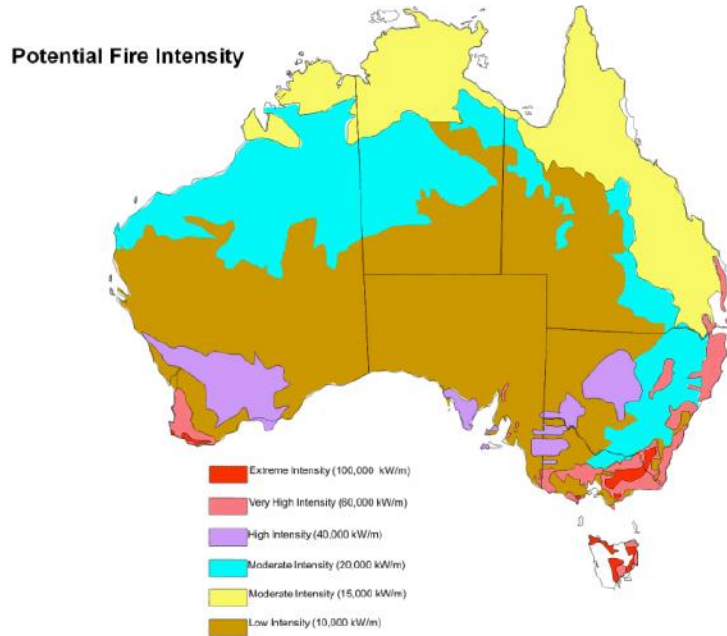 Potential Fire Intensity
Extreme Intensity (100,000 kW/m)
Very High Intensity (60,000 kW/m)
High Intensity (40,000 kW/m)
Moderate Intensity (20,000 kW/m)
Moderate Intensity (15,000 kW/m)
Low Intensity (10,000 kW/m)